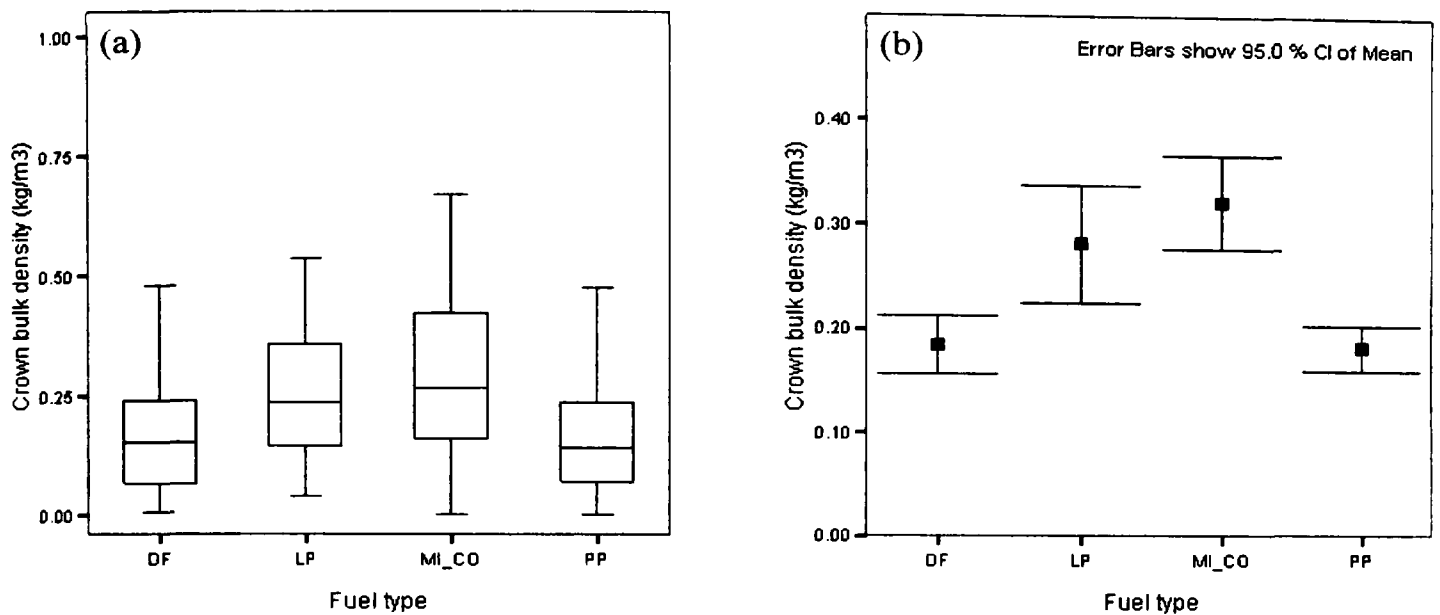 (a)
1.00
0.75
0.50
0.25
0.00
Crown bulk density (kg/m3)
DF
LP
MI_CO
PP
Fuel type
(b)
Error Bars show 95.0 % CI of Mean
0.40
0.30
0.20
0.10
0.00
Crown bulk density (kg/m3)
DF
LP
MI_CO
PP
Fuel type